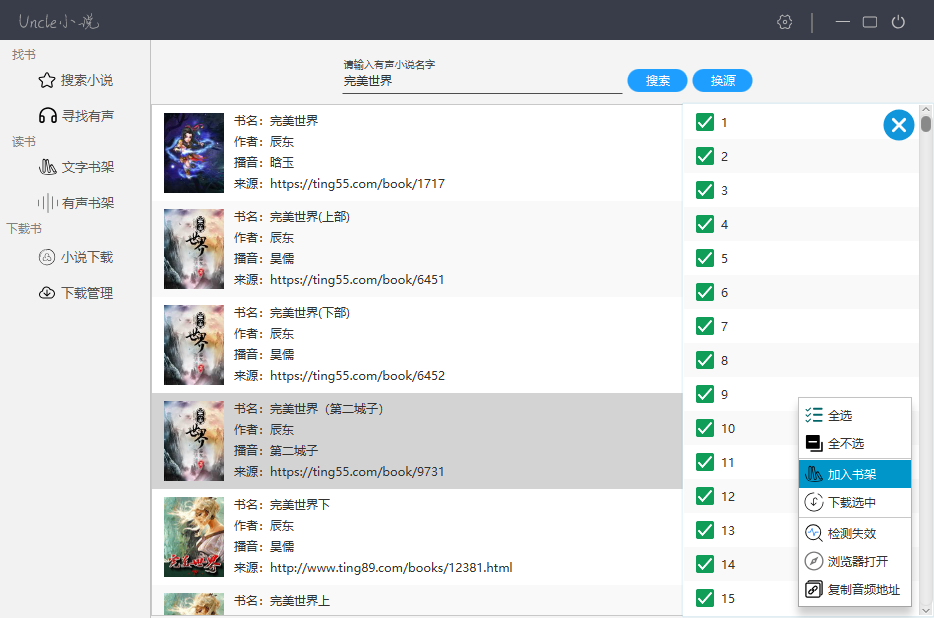 Uncle小说
找书
搜索小说
寻找有声
读书
文字书架
有声书架
下载书
小说下载
下载管理
请输入有声小说名字
完美世界
搜索
换源
书名：完美世界
作者：辰东
播音：晗玉
来源：https://ting55.com/book/1717
书名：完美世界(上部)
作者：辰东
播音：昊儒
来源：https://ting55.com/book/6451
书名：完美世界(下部)
作者：辰东
播音：昊儒
来源：https://ting55.com/book/6452
书名：完美世界（第二城子）
作者：辰东
播音：第二城子
来源：https://ting55.com/book/9731
完美世界
书名：完美世界下
作者：辰东
播音：昊儒
来源：http://www.ting89.com/books/12381.html
书名：完美世界上
1
2
3
4
5
6
7
8
9
10
11
12
13
14
15
全选
全不选
加入书架
下载选中
检测失效
浏览器打开
复制音频地址